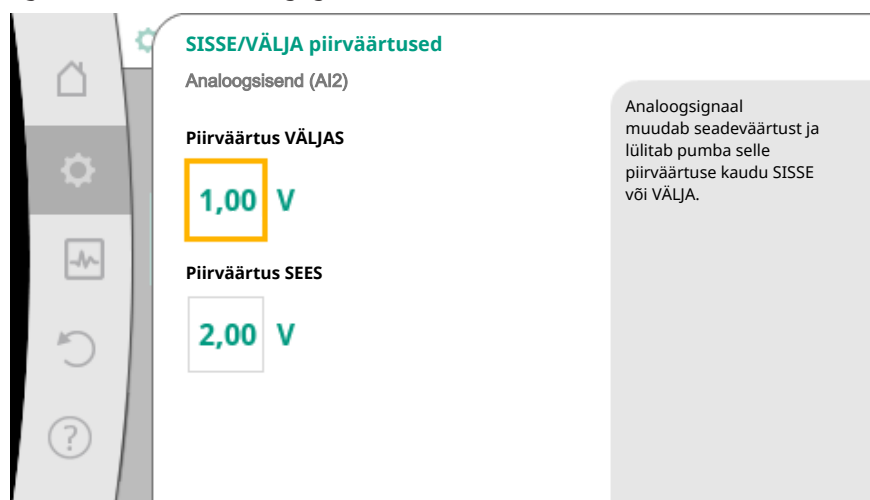 SISSE/VÄLJA piirväärtused
Analoogsisend (AI2)
Piirväärtus VÄLJAS
1,00 V
Piirväärtus SEES
2,00 V
Analoogsignaal
muudab seadeväärtust ja
lülitab pumba selle
piirväärtuse kaudu SISSE
või VÄLJA.
?